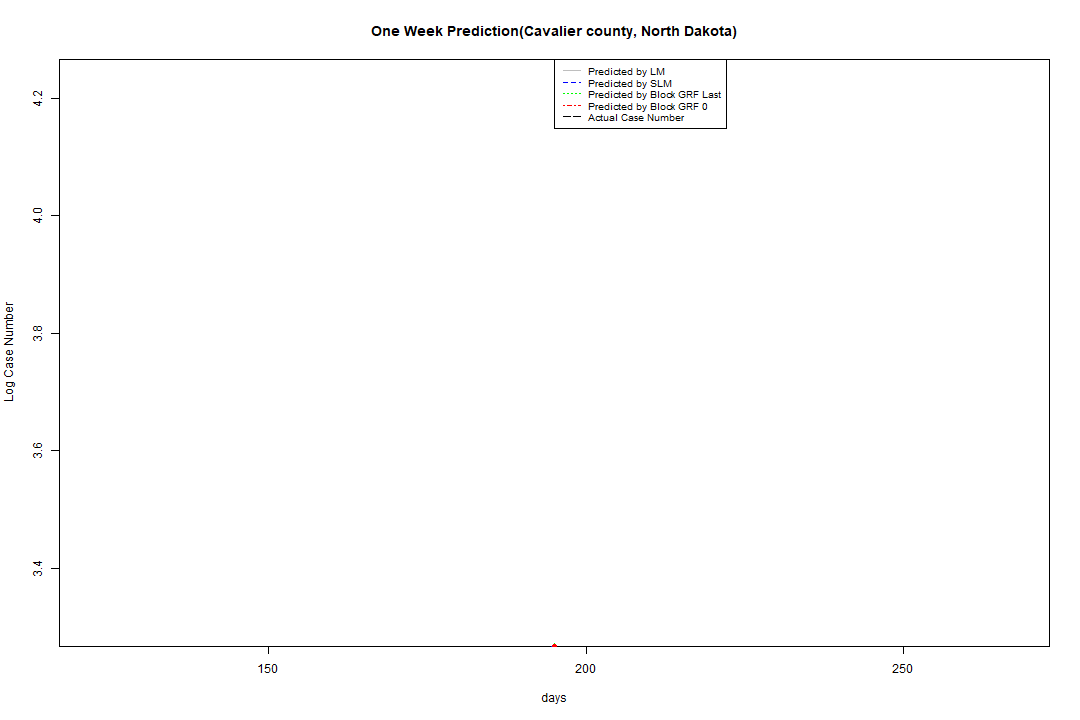 One Week Prediction(Cavalier county, North Dakota)
Predicted by LM
Predicted by SLM
Predicted by Block GRF Last
Predicted by Block GRF 0
Actual Case Number
4.2
4.0
3.8
3.6
3.4
Log Case Number
150
200
250
days